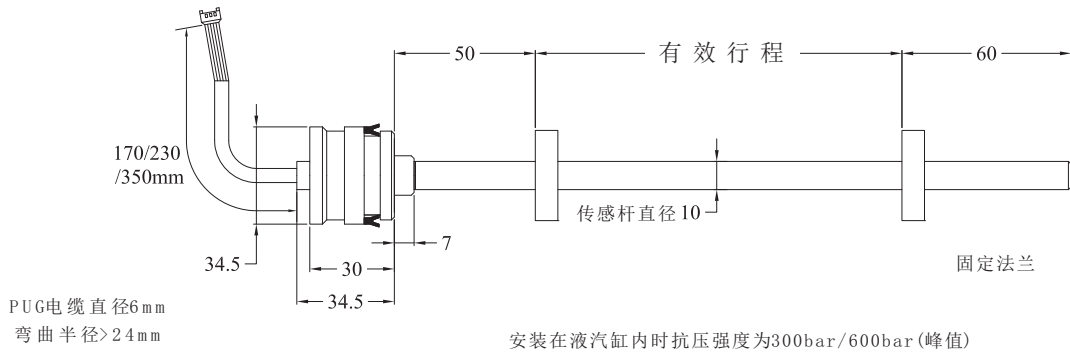 50
有效行程
60
170/230
/350mm
传感杆直径10
7
34.5
30
34.5
固定法兰
PUG电缆直径6mm
弯曲半径>24mm
安装在液汽缸内时抗压强度为300bar/600bar(峰值)